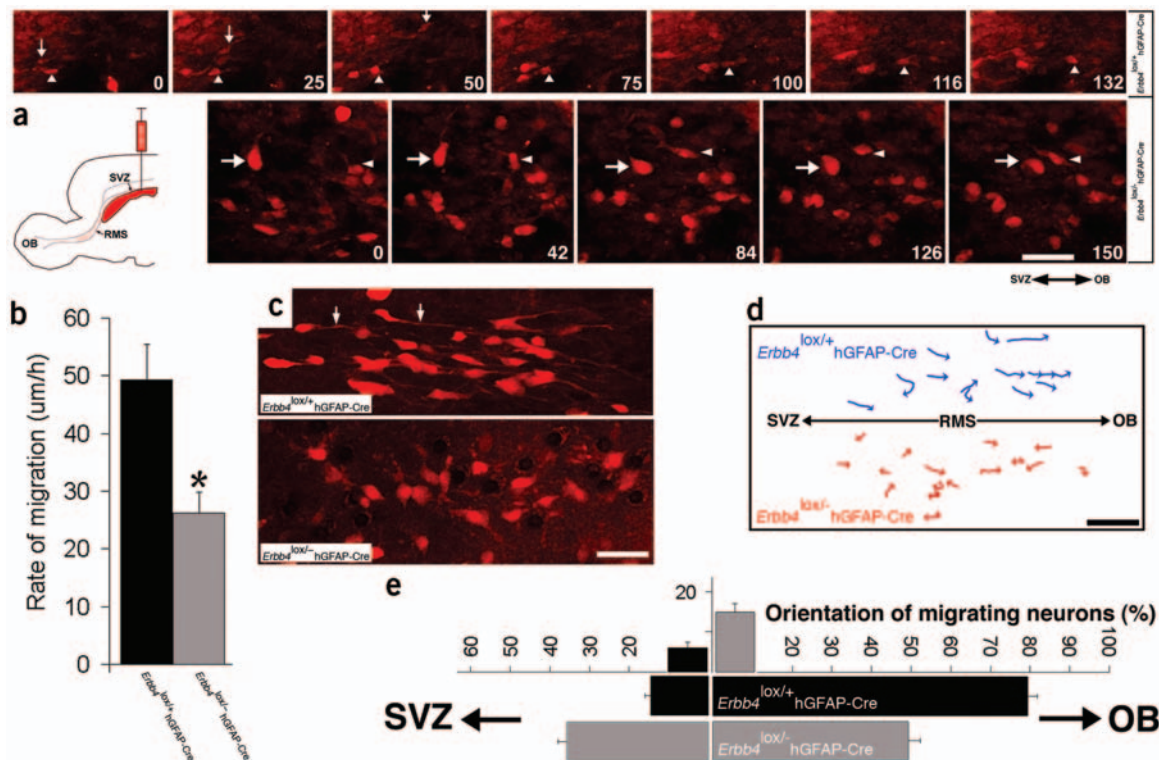 0 25 50 75 100 116 132
Erbb4lox/+hGFAP-Cre
a
SVZ
OB
RMS
0 42 84 126 150
Erbb4lox/-hGFAP-Cre
SVZ OB
b
Rate of migration (um/h)
60
50
40
30
20
10
0
*
Erbb4lox/+hGFAP-Cre
Erbb4lox/-hGFAP-Cre
c
Erbb4lox/+hGFAP-Cre
Erbb4lox/–hGFAP-Cre
d
Erbb4lox/+hGFAP-Cre
SVZ RMS OB
Erbb4lox/-hGFAP-Cre
e
20
Orientation of migrating neurons (%)
60 50 40 30 20 20 30 40 50 60 70 80 90 100
Erbb4lox/+hGFAP-Cre
SVZ OB
Erbb4lox/-hGFAP-Cre